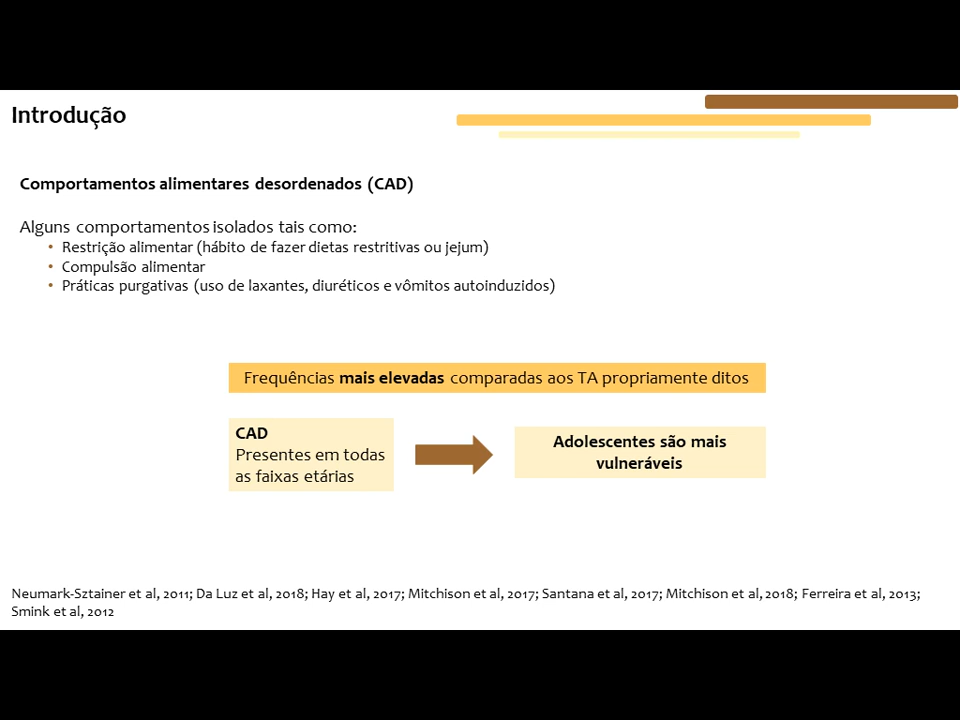 Introdução
Comportamentos alimentares desordenados (CAD)
Alguns comportamentos isolados tais como:
• Restrição alimentar (hábito de fazer dietas restritivas ou jejum)
• Compulsão alimentar
• Práticas purgativas (uso de laxantes, diuréticos e vômitos autoinduzidos)
Frequências mais elevadas comparadas aos TA propriamente ditos
CAD
Presentes em todas
as faixas etárias
Adolescentes são mais
vulneráveis
Neumark-Sztainer et al, 2011; Da Luz et al, 2018; Hay et al, 2017; Mitchison et al, 2017; Santana et al, 2017; Mitchison et al, 2018; Ferreira et al, 2013;
Smink et al, 2012